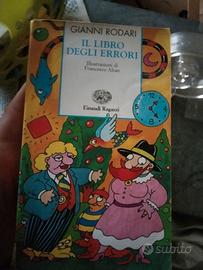 GIANNI RODARI
IL LIBRO
DEGLI ERRORI
Illustrazioni di
Francesco Altan
Einaudi Ragazzi
subito